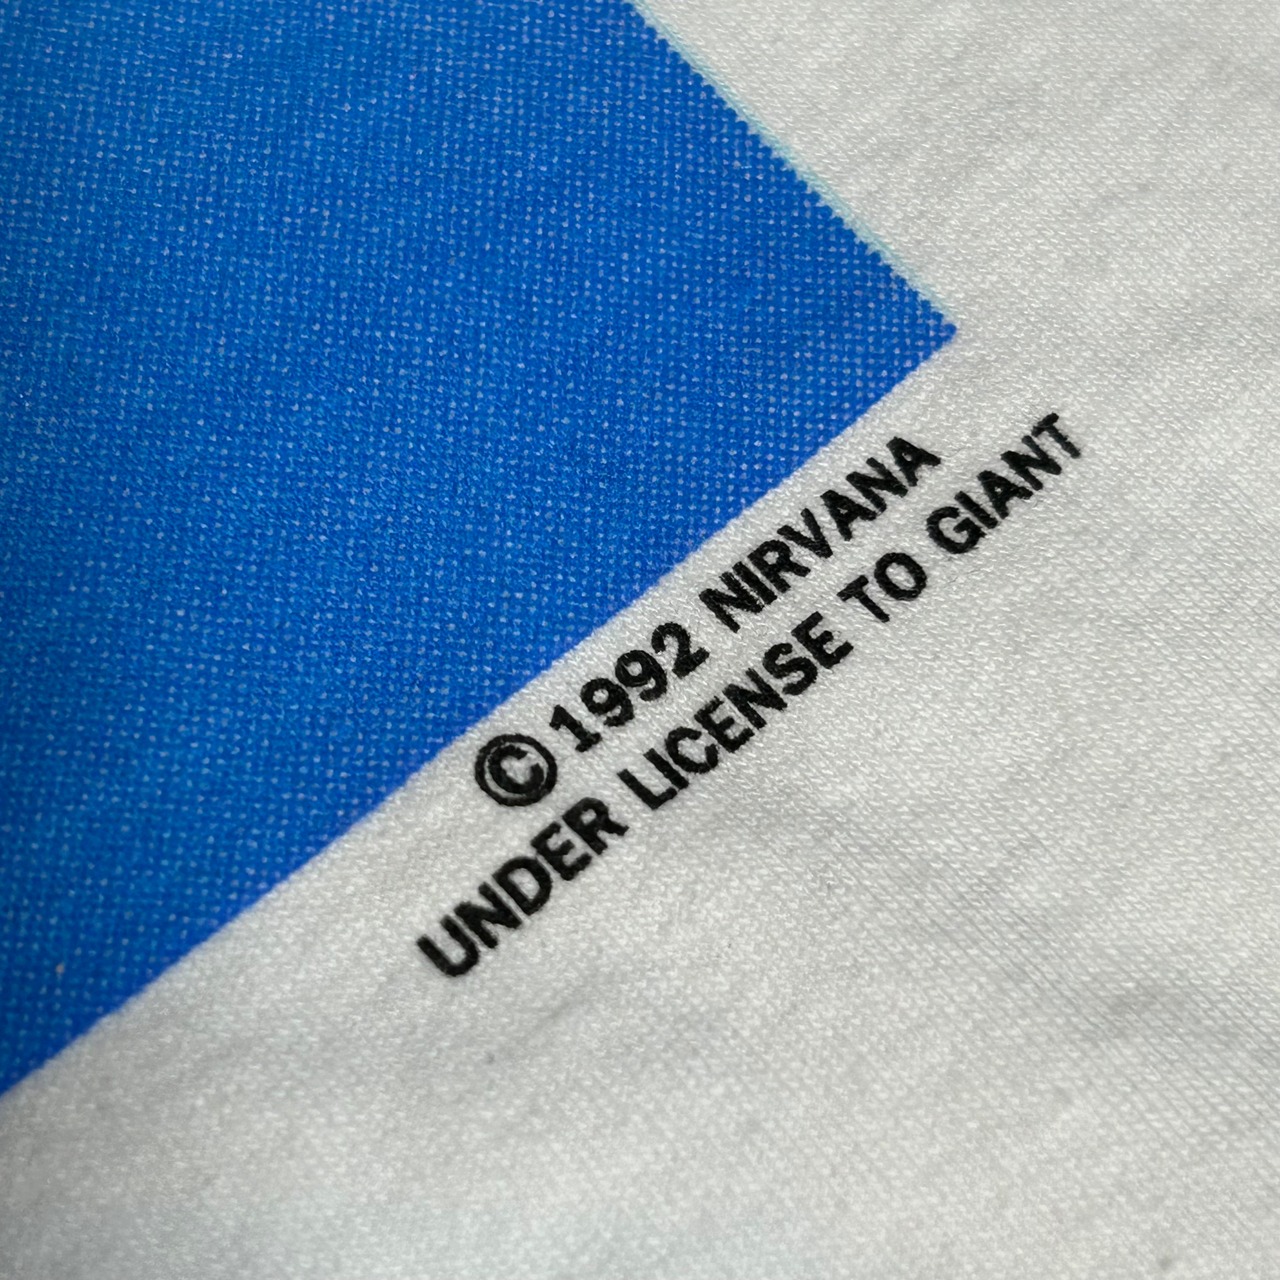 © 1992 NIRVANA
UNDER LICENSE TO GIANT